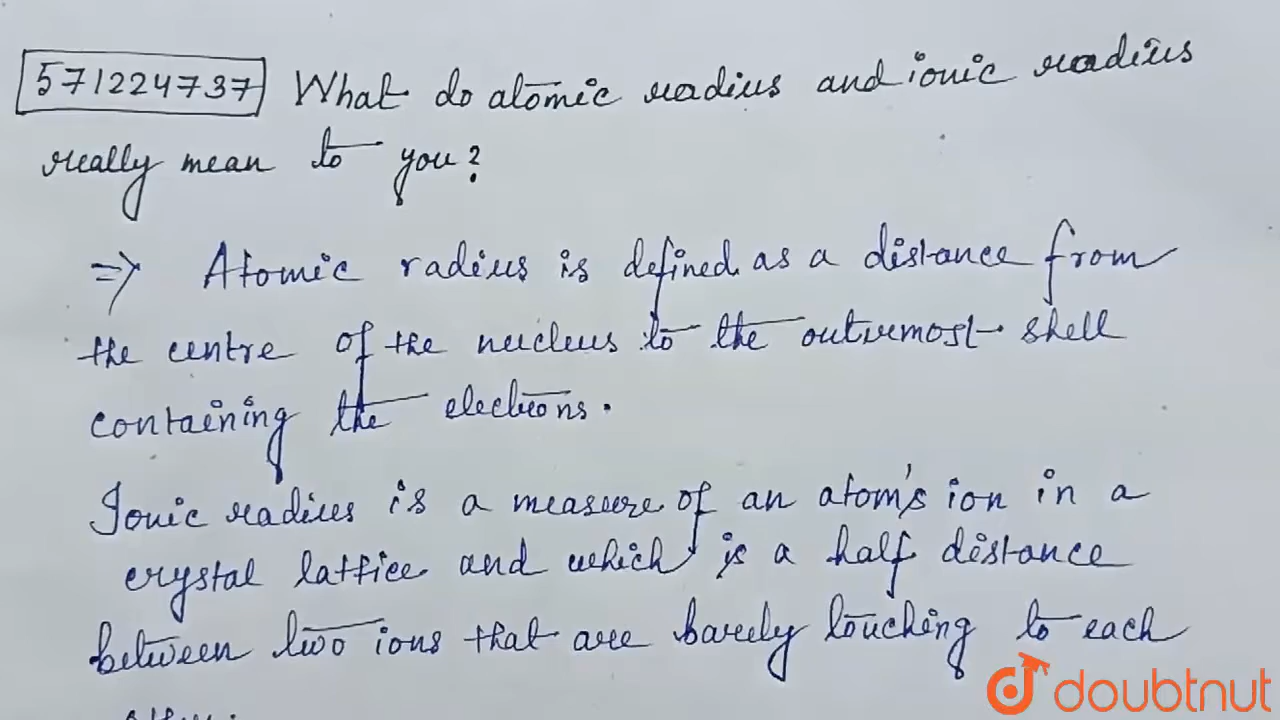 571224737 What do atomic radius and ionic radius
really mean to you?
=> Atomic radius is defined as a distance from
the centre of the nucleus to the outermost shell
containing the electrons.
Ionic radius is a measure of an atom's ion in a
crystal lattice and which is a half distance
between two ions that are barely touching to each
doubtnut